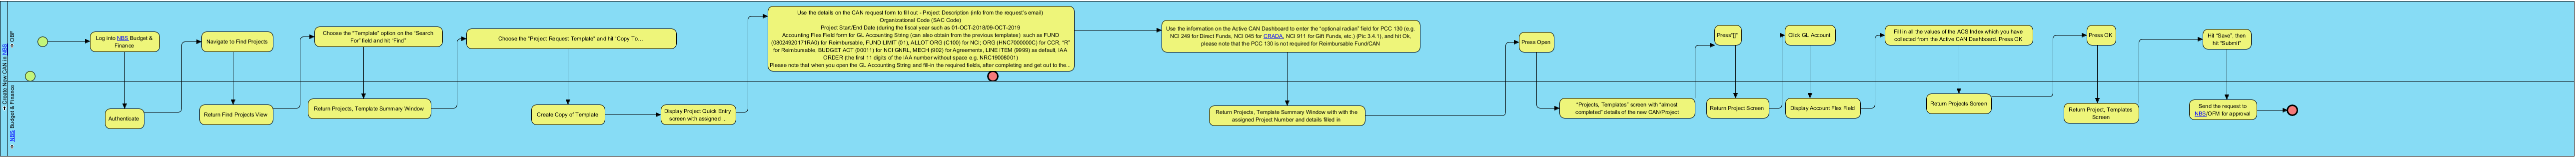 Create New CAN in NBS
OBF
NBS Budget & Finance
Log into NBS Budget &
Finance
Authenticate
Navigate to Find Projects
Return Find Projects View
Choose the "Template" option on the "Search
For" field and hit "Find"
Return Projects, Template Summary Window
Choose the "Project Request Template" and hit "Copy To...
Create Copy of Template
Display Project Quick Entry
screen with assigned ...
Use the details on the CAN request form to fill out - Project Description (info from the request's email)
Organizational Code (SAC Code)
Project Start/End Date (during the fiscal year such as 01-OCT-2018/09-OCT-2019
Accounting Flex Field form for GL Accounting String (can also obtain from the previous templates): such as FUND
(08024920171RA0) for Reimbursable, FUND LIMIT (01), ALLOT ORG (C100) for NCI; ORG (HNC7000000C) for CCR, "R"
for Reimbursable, BUDGET ACT (00011) for NCI GNRL, MECH (902) for Agreements, LINE ITEM (9999) as default, IAA
ORDER (the first 11 digits of the IAA number without space e.g. NRC19008001)
Please note that when you open the GL Accounting String and fill-in the required fields, after completing and get out to the...
Use the information on the Active CAN Dashboard to enter the "optional radian" field for PCC 130 (e.g.
NCI 249 for Direct Funds, NCI 045 for CRADA, NCI 911 for Gift Funds, etc.) (Pic 3.4.1), and hit Ok,
please note that the PCC 130 is not required for Reimbursable Fund/CAN
Return Projects, Template Summary Window with with the
assigned Project Number and details filled in
Press Open
"Projects, Templates" screen with "almost
completed" details of the new CAN/Project
Press"[]"
Return Project Screen
Click GL Account
Display Account Flex Field
Fill in all the values of the ACS Index which you have
collected from the Active CAN Dashboard. Press OK
Return Projects Screen
Press OK
Return Project, Templates
Screen
Hit "Save", then
hit "Submit"
Send the request to
NBS/OFM for approval